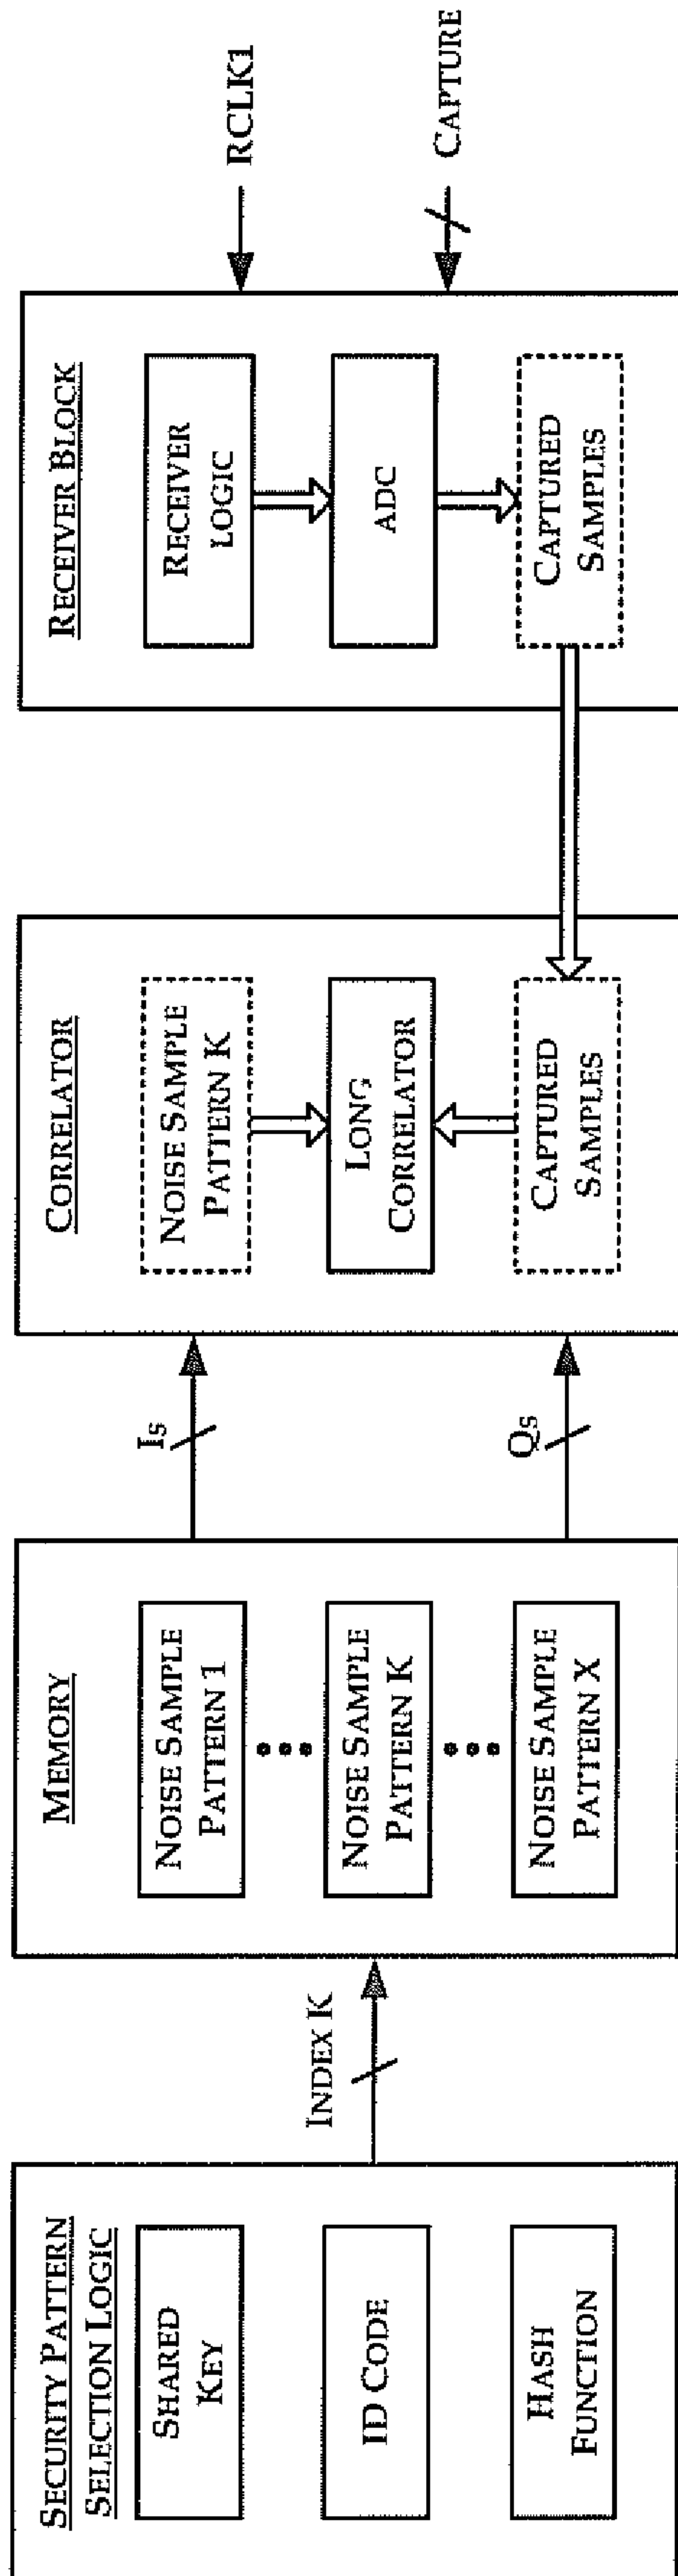 SECURITY PATTERN
SELECTION LOGIC
SHARED
KEY
ID CODE
HASH
FUNCTION
INDEX K
MEMORY
NOISE SAMPLE
PATTERN 1
NOISE SAMPLE
PATTERN K
NOISE SAMPLE
PATTERN X
Is
Qs
CORRELATOR
NOISE SAMPLE
PATTERN K
LONG
CORRELATOR
CAPTURED
SAMPLES
RECEIVER BLOCK
RECEIVER
LOGIC
ADC
CAPTURED
SAMPLES
RCLK1
CAPTURE